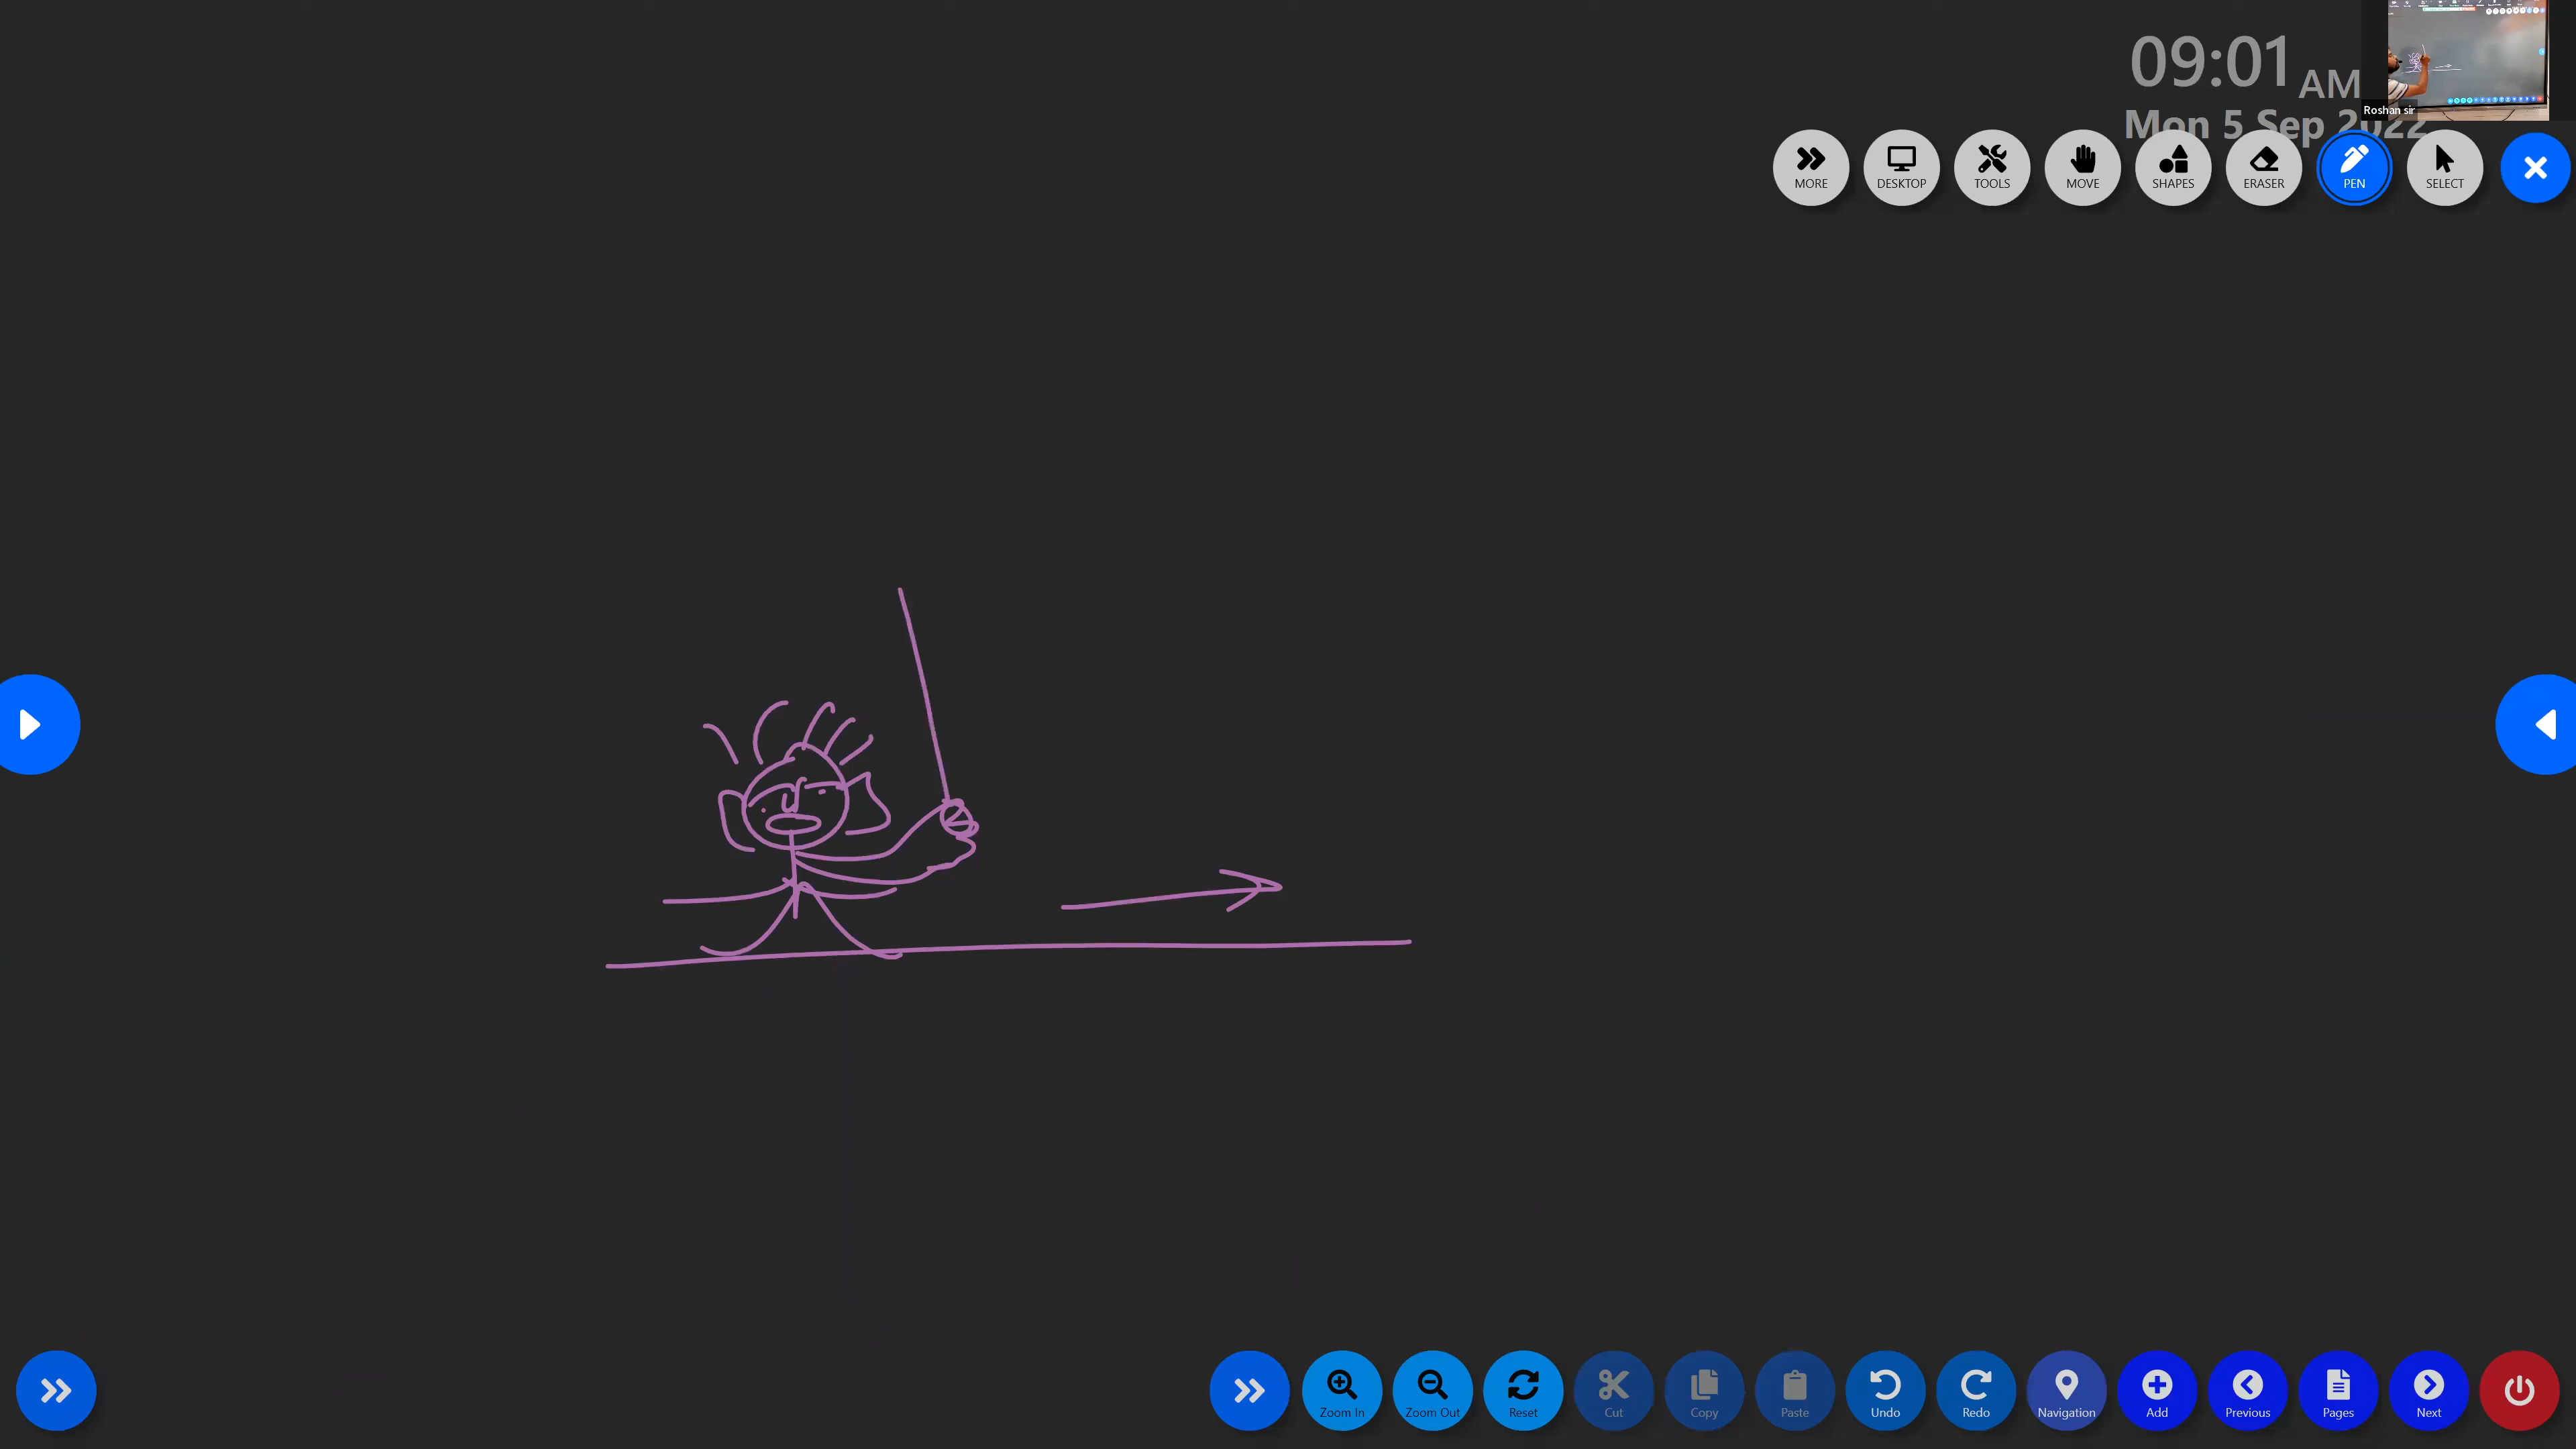 09:01 AM
Mon 5 Sep 2022
Roshan sir
MORE
DESKTOP
TOOLS
MOVE
SHAPES
ERASER
PEN
SELECT
Zoom In
Zoom Out
Reset
Cut
Copy
Paste
Undo
Redo
Navigation
Add
Previous
Pages
Next